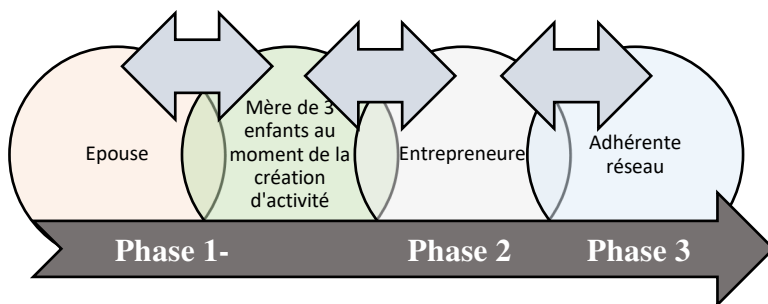 Epouse
Mère de 3
enfants au
moment de la
création
d'activité
Entrepreneure
Adhérente
réseau
Phase 1-
Phase 2
Phase 3